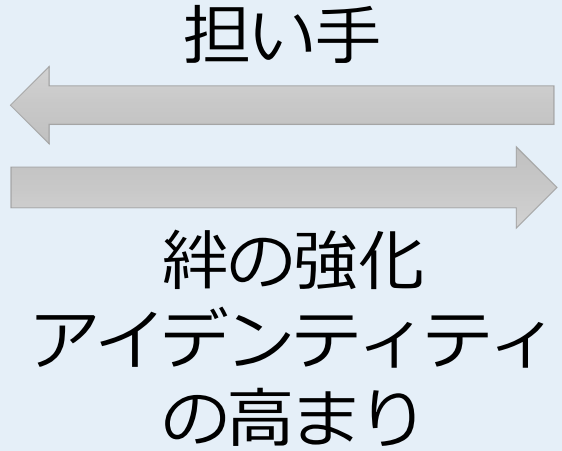 担い手
絆の強化
アイデンティティ
の高まり